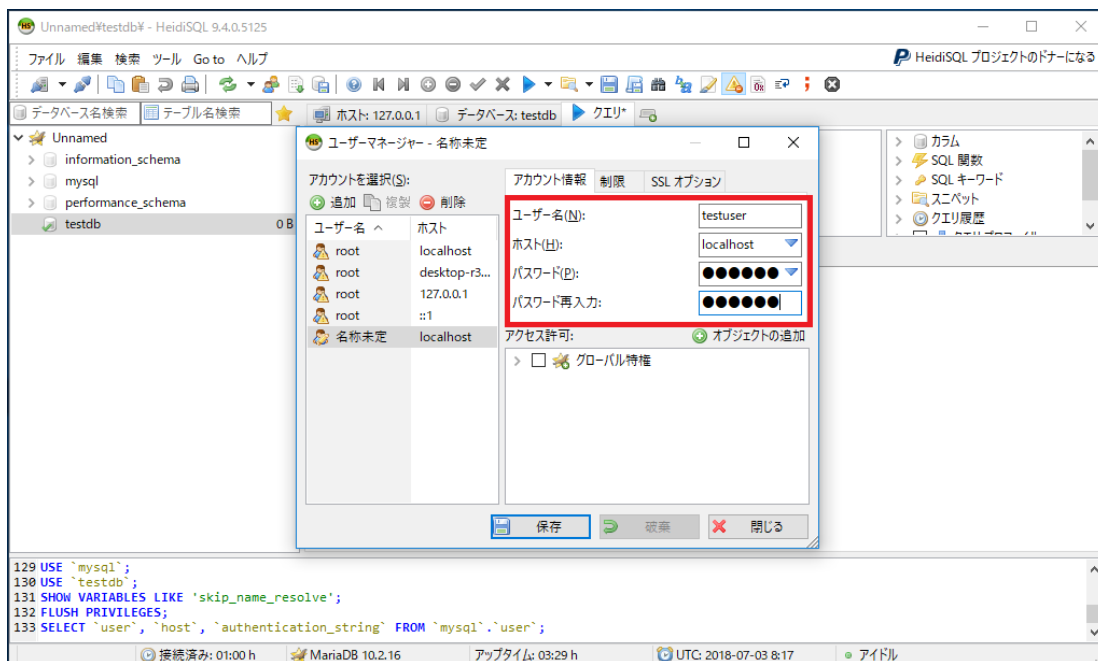 Unnamed¥testdb¥ - HeidiSQL 9.4.0.5125
ファイル 編集 検索 ツール Go to ヘルプ
HeidiSQL プロジェクトのドナーになる
データベース名検索 テーブル名検索
ホスト: 127.0.0.1 データベース: testdb クエリ*
Unnamed
information_schema
mysql
performance_schema
testdb 0 B
ユーザーマネージャー - 名称未定
アカウントを選択(S):
追加 複製 削除
ユーザー名 ホスト
root localhost
root desktop-r3...
root 127.0.0.1
root ::1
名称未定 localhost
アカウント情報 制限 SSL オプション
ユーザー名(N): testuser
ホスト(H): localhost
パスワード(P): ●●●●●●
パスワード再入力: ●●●●●●
アクセス許可: オブジェクトの追加
グローバル特権
保存 破棄 閉じる
カラム
SQL 関数
SQL キーワード
スニペット
クエリ履歴
129 USE `mysql`;
130 USE `testdb`;
131 SHOW VARIABLES LIKE 'skip_name_resolve';
132 FLUSH PRIVILEGES;
133 SELECT `user`, `host`, `authentication_string` FROM `mysql`.`user`;
接続済み: 01:00 h MariaDB 10.2.16 アップタイム: 03:29 h UTC: 2018-07-03 8:17 アイドル